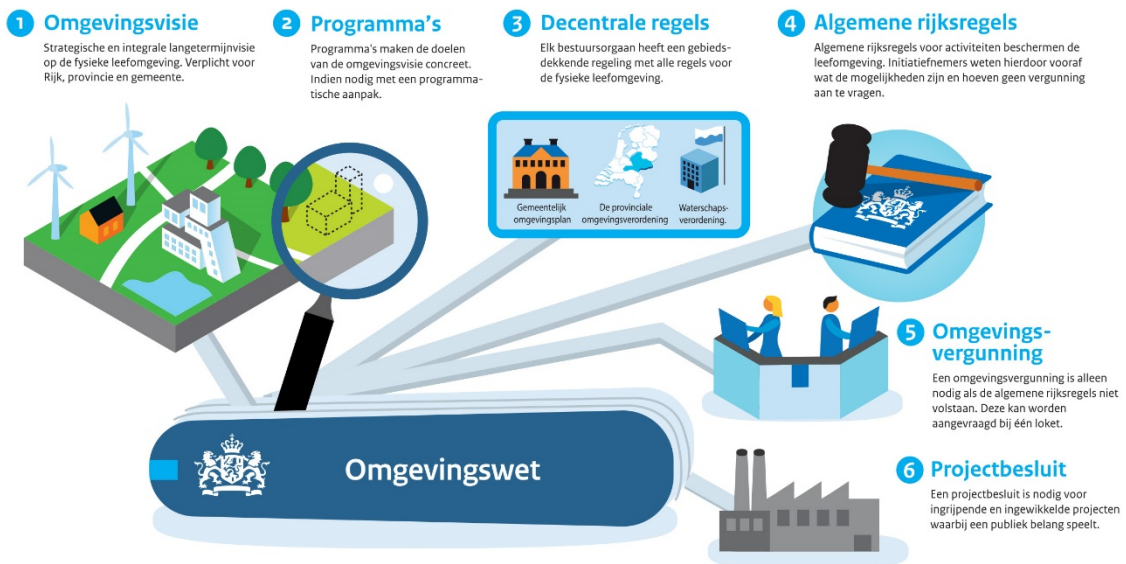 1 Omgevingsvisie
Strategische en integrale langetermijnvisie
op de fysieke leefomgeving. Verplicht voor
Rijk, provincie en gemeente.
2 Programma's
Programma's maken de doelen
van de omgevingsvisie concreet.
Indien nodig met een programma-
tische aanpak.
3 Decentrale regels
Elk bestuursorgaan heeft een gebieds-
dekkende regeling met alle regels voor
de fysieke leefomgeving.
Gemeentelijk
omgevingsplan
De provinciale
omgevingsverordening
Waterschaps-
verordening.
4 Algemene rijksregels
Algemene rijksregels voor activiteiten beschermen de
leefomgeving. Initiatiefnemers weten hierdoor vooraf
wat de mogelijkheden zijn en hoeven geen vergunning
aan te vragen.
5 Omgevings-
vergunning
Een omgevingsvergunning is alleen
nodig als de algemene rijksregels niet
volstaan. Deze kan worden
aangevraagd bij één loket.
6 Projectbesluit
Een projectbesluit is nodig voor
ingrijpende en ingewikkelde projecten
waarbij een publiek belang speelt.
Omgevingswet